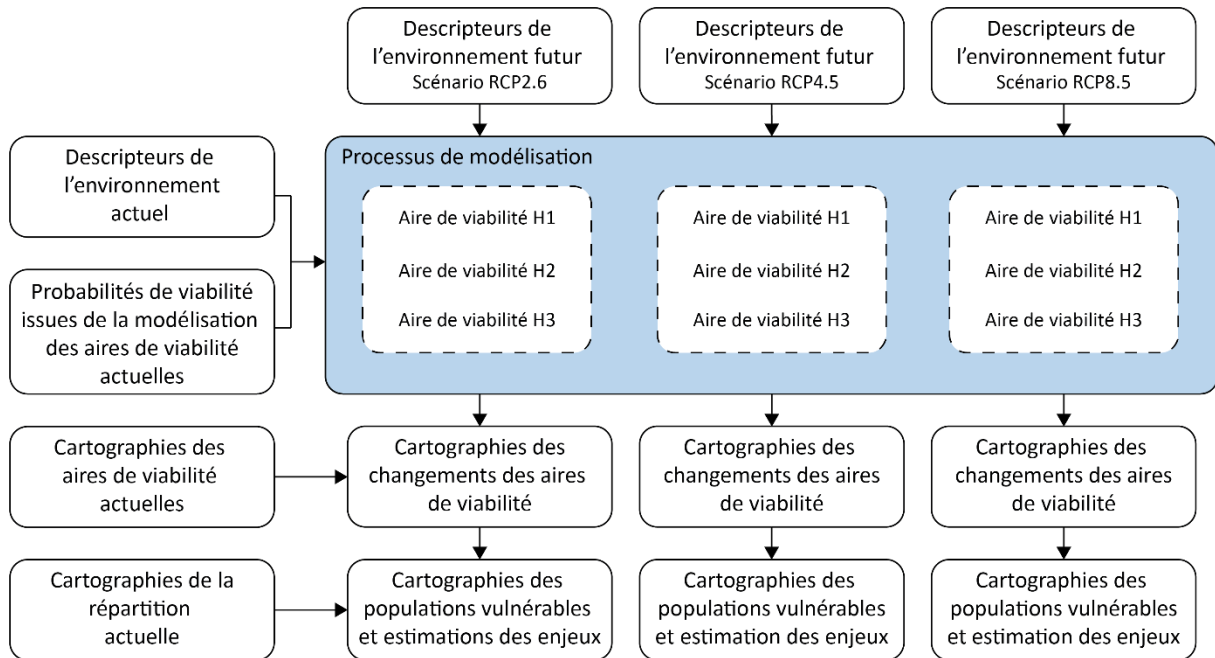 Descripteurs de
l'environnement futur
Scénario RCP2.6
Descripteurs de
l'environnement futur
Scénario RCP4.5
Descripteurs de
l'environnement futur
Scénario RCP8.5
Descripteurs de
l'environnement
actuel
Probabilités de viabilité
issues de la modélisation
des aires de viabilité
actuelles
Processus de modélisation
Aire de viabilité H1
Aire de viabilité H2
Aire de viabilité H3
Aire de viabilité H1
Aire de viabilité H2
Aire de viabilité H3
Aire de viabilité H1
Aire de viabilité H2
Aire de viabilité H3
Cartographies des
aires de viabilité
actuelles
Cartographies des
changements des aires
de viabilité
Cartographies des
changements des aires
de viabilité
Cartographies des
changements des aires
de viabilité
Cartographies de la
répartition
actuelle
Cartographies des
populations vulnérables
et estimations des enjeux
Cartographies des
populations vulnérables
et estimation des enjeux
Cartographies des
populations vulnérables
et estimation des enjeux